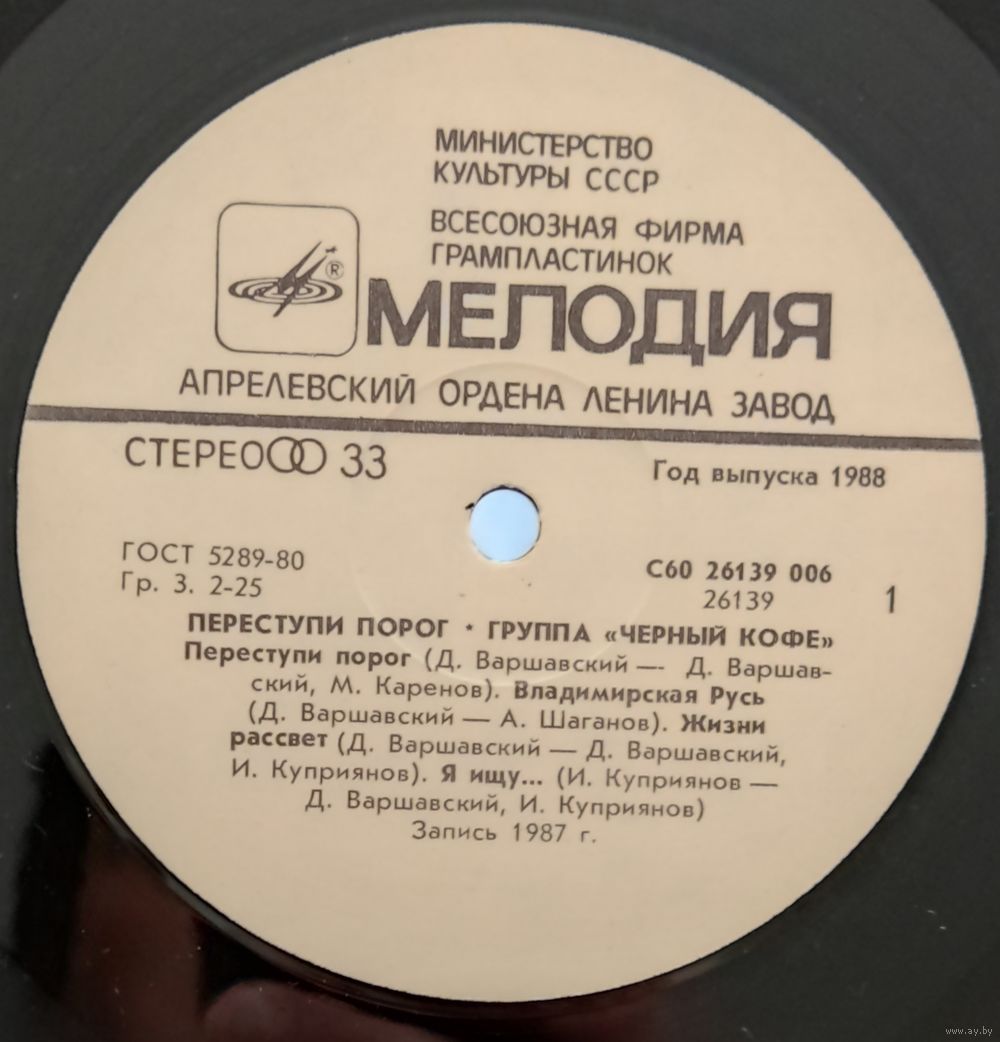 МИНИСТЕРСТВО
КУЛЬТУРЫ СССР
ВСЕСОЮЗНАЯ ФИРМА
ГРАМПЛАСТИНОК
®
МЕЛОДИЯ
АПРЕЛЕВСКИЙ ОРДЕНА ЛЕНИНА ЗАВОД
СТЕРЕО 33
Год выпуска 1988
ГОСТ 5289-80
Гр. 3. 2-25
С60 26139 006
26139
1
ПЕРЕСТУПИ ПОРОГ · ГРУППА «ЧЕРНЫЙ КОФЕ»
Переступи порог (Д. Варшавский — Д. Варшав-
ский, М. Каренов). Владимирская Русь
(Д. Варшавский — А. Шаганов). Жизни
рассвет (Д. Варшавский — Д. Варшавский,
И. Куприянов). Я ищу... (И. Куприянов —
Д. Варшавский, И. Куприянов)
Запись 1987 г.
www.ay.by